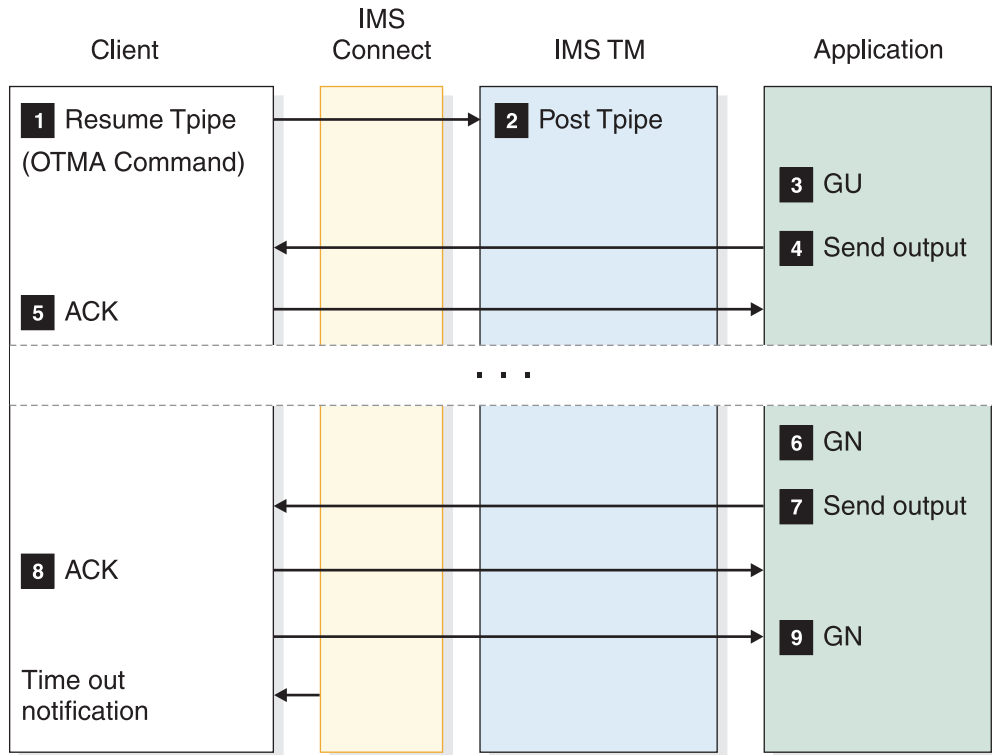 Client
IMS
Connect
IMS TM
Application
1 Resume Tpipe
(OTMA Command)
2 Post Tpipe
3 GU
4 Send output
5 ACK
. . .
6 GN
7 Send output
8 ACK
9 GN
Time out
notification